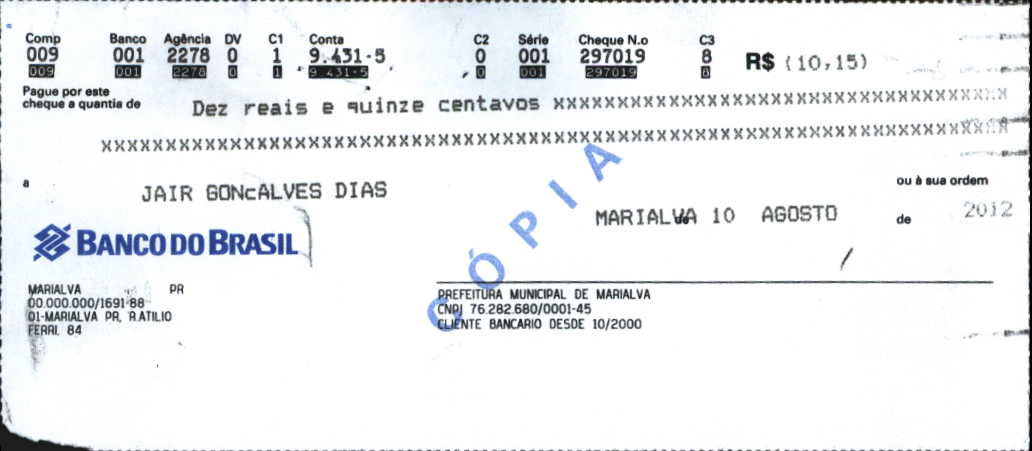 Comp Banco Agência DV C1 Conta C2 Série Cheque N.o C3
009 001 2278 0 1 9.431-5 0 001 297019 8 R$ (10,15)
009 001 2278 0 1 9.431-5 0 001 297019 8
Pague por este
cheque a quantia de Dez reais e quinze centavos XXXXXXXXXXXXXXXXXXXXXXXXXXXXXXXXXXXX
XXXXXXXXXXXXXXXXXXXXXXXXXXXXXXXXXXXXXXXXXXXXXXXXXXXXXXXXXXXXXXXXXXXXXXX
a JAIR GONcALVES DIAS ou à sua ordem
MARIALVA de 10 AGOSTO de 2012
BANCO DO BRASIL
CÓPIA
MARIALVA PR
00.000.000/1691-88
01-MARIALVA PR, R.ATILIO
FERRI, 84
PREFEITURA MUNICIPAL DE MARIALVA
CNPJ 76.282.680/0001-45
CLIENTE BANCARIO DESDE 10/2000